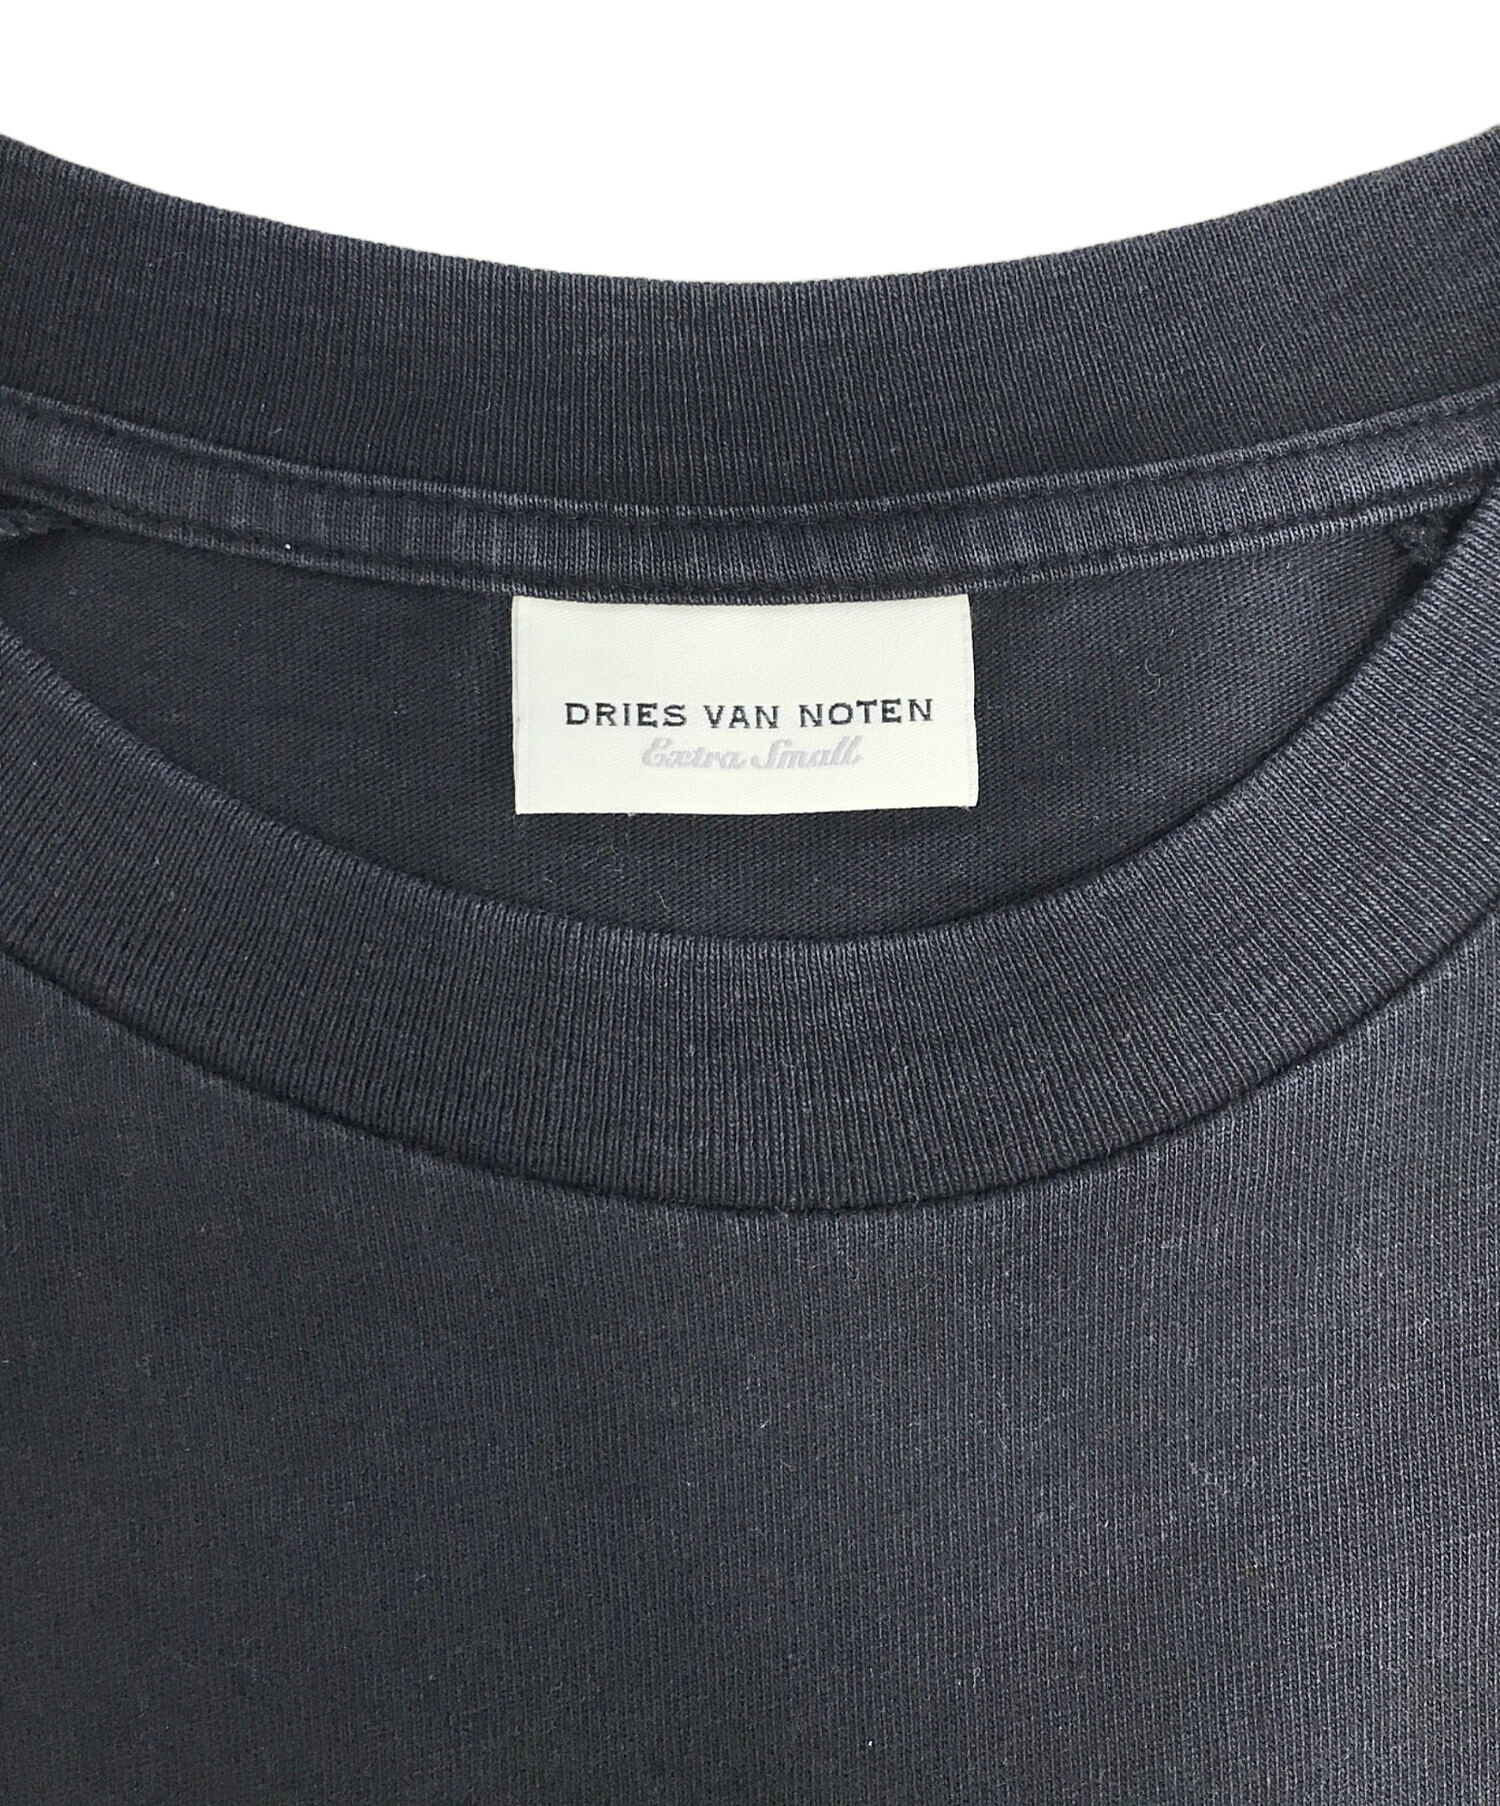 DRIES VAN NOTEN
Extra Small